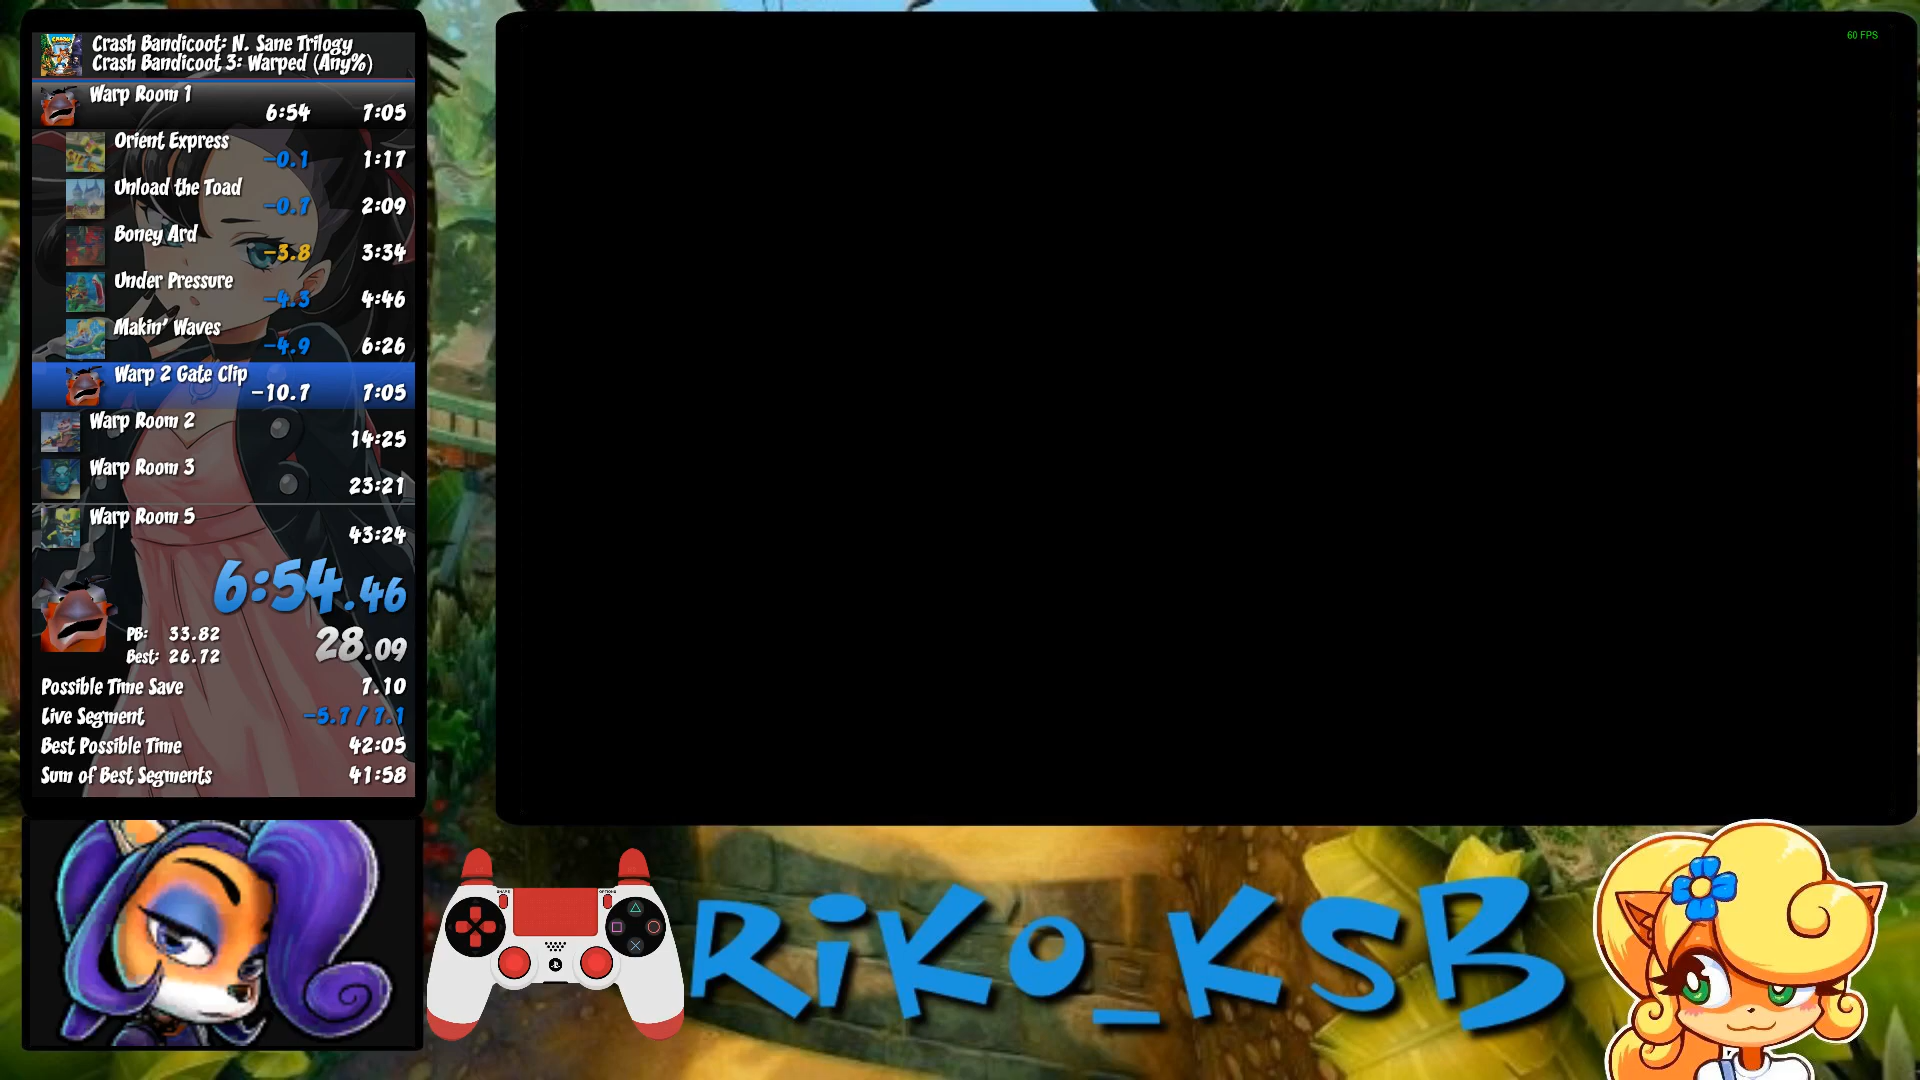 Crash Bandicoot: N. Sane Trilogy
Crash Bandicoot 3: Warped (Any%)
Warp Room 1
6:54 7:05
Orient Express
-0.1 1:17
Unload the Toad
-0.7 2:09
Boney Ard
-3.8 3:34
Under Pressure
-4.3 4:46
Makin' Waves
-4.9 6:26
Warp 2 Gate Clip
-10.7 7:05
Warp Room 2
14:25
Warp Room 3
23:21
Warp Room 5
43:24
6:54.46
PB: 33.82
Best: 26.72
28.09
Possible Time Save 7.10
Live Segment -5.7 / 7.1
Best Possible Time 42:05
Sum of Best Segments 41:58
60 FPS
RiKo_KSB